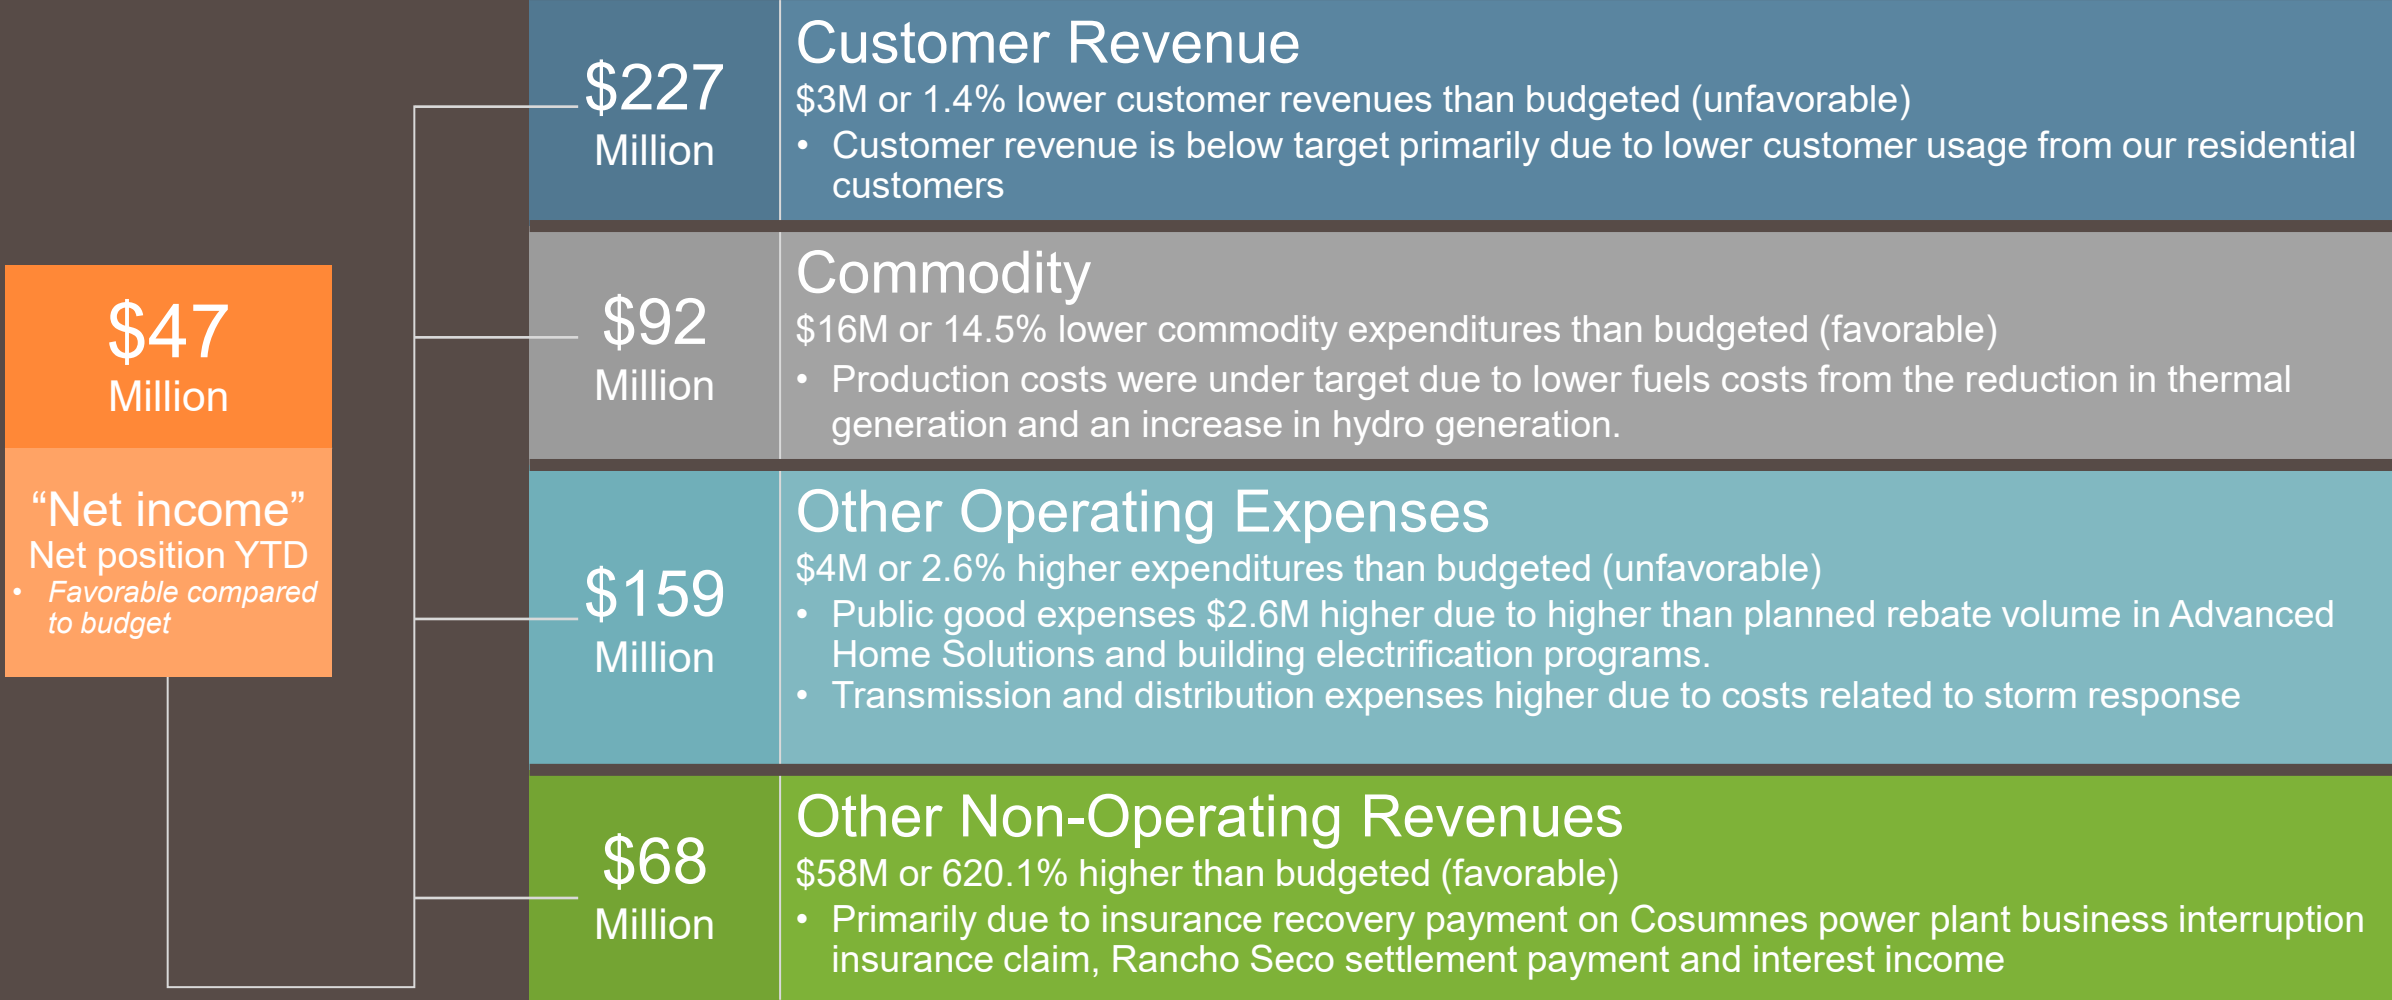 $47
Million
“Net income”
Net position YTD
• Favorable compared
to budget
$227
Million
Customer Revenue
$3M or 1.4% lower customer revenues than budgeted (unfavorable)
• Customer revenue is below target primarily due to lower customer usage from our residential
customers
$92
Million
Commodity
$16M or 14.5% lower commodity expenditures than budgeted (favorable)
• Production costs were under target due to lower fuels costs from the reduction in thermal
generation and an increase in hydro generation.
$159
Million
Other Operating Expenses
$4M or 2.6% higher expenditures than budgeted (unfavorable)
• Public good expenses $2.6M higher due to higher than planned rebate volume in Advanced
Home Solutions and building electrification programs.
• Transmission and distribution expenses higher due to costs related to storm response
$68
Million
Other Non-Operating Revenues
$58M or 620.1% higher than budgeted (favorable)
• Primarily due to insurance recovery payment on Cosumnes power plant business interruption
insurance claim, Rancho Seco settlement payment and interest income